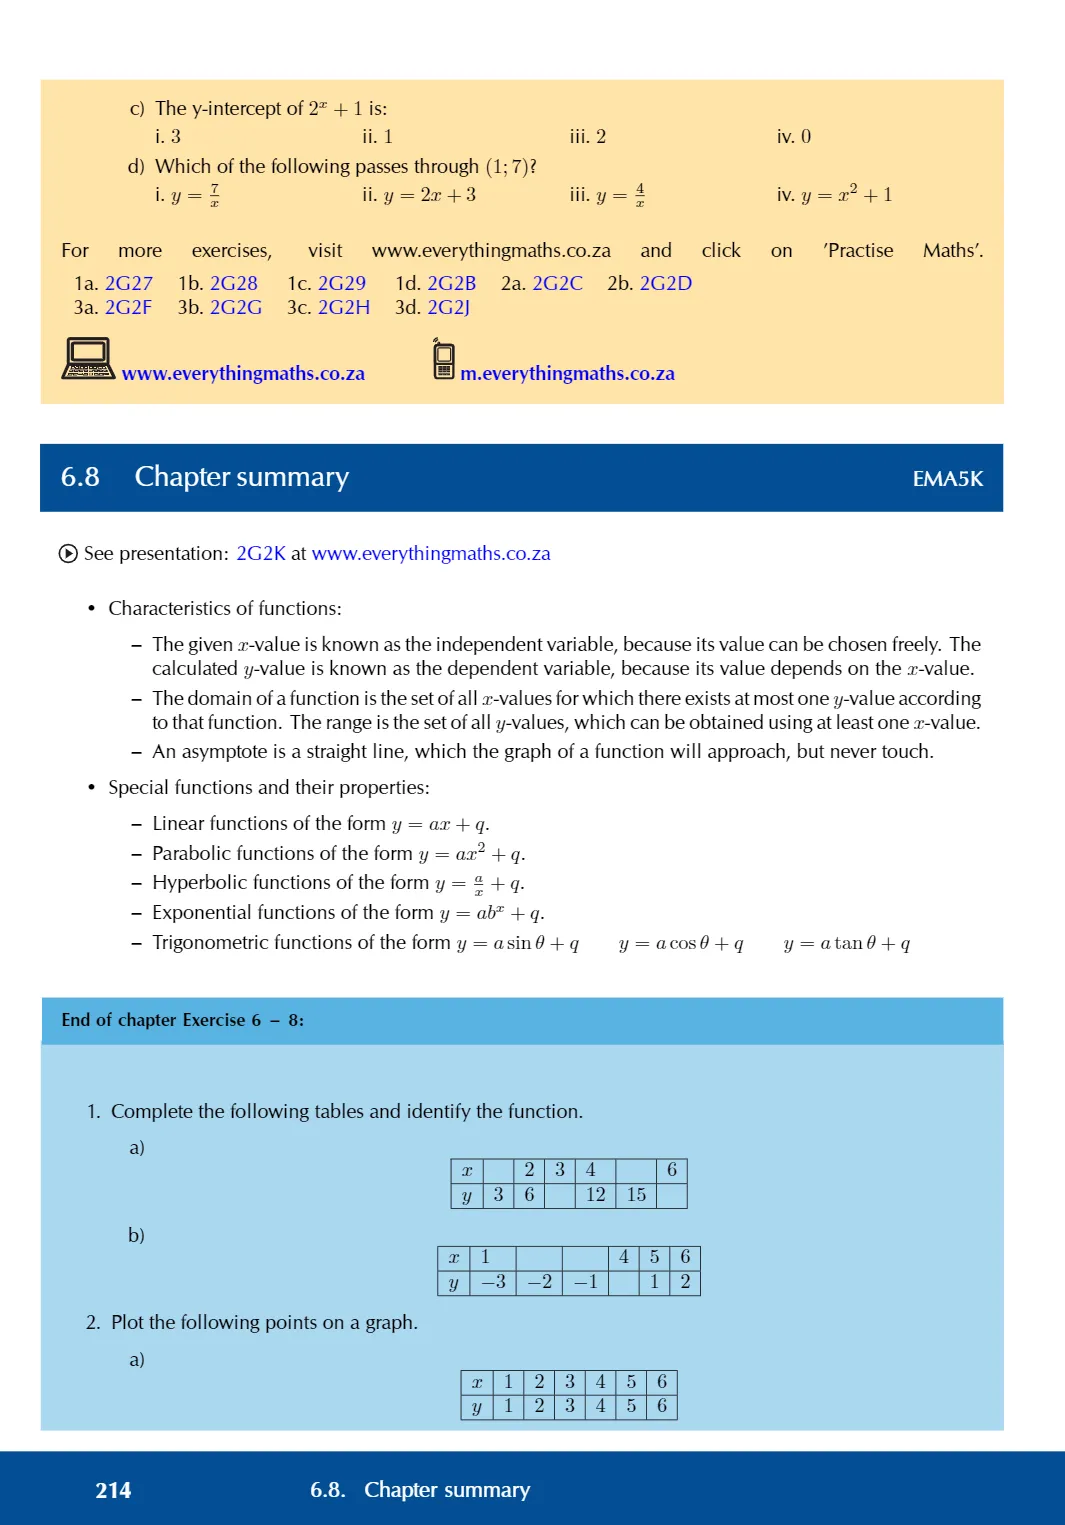 c) The y-intercept of 2ˣ + 1 is:
i. 3 ii. 1 iii. 2 iv. 0
d) Which of the following passes through (1; 7)?
i. y = 7/x ii. y = 2x + 3 iii. y = 4/x iv. y = x² + 1
For more exercises, visit www.everythingmaths.co.za and click on ’Practise Maths’.
1a. 2G27 1b. 2G28 1c. 2G29 1d. 2G2B 2a. 2G2C 2b. 2G2D
3a. 2G2F 3b. 2G2G 3c. 2G2H 3d. 2G2J
www.everythingmaths.co.za m.everythingmaths.co.za
6.8 Chapter summary EMA5K
See presentation: 2G2K at www.everythingmaths.co.za
• Characteristics of functions:
– The given x-value is known as the independent variable, because its value can be chosen freely. The
calculated y-value is known as the dependent variable, because its value depends on the x-value.
– The domain of a function is the set of all x-values for which there exists at most one y-value according
to that function. The range is the set of all y-values, which can be obtained using at least one x-value.
– An asymptote is a straight line, which the graph of a function will approach, but never touch.
• Special functions and their properties:
– Linear functions of the form y = ax + q.
– Parabolic functions of the form y = ax² + q.
– Hyperbolic functions of the form y = a/x + q.
– Exponential functions of the form y = abˣ + q.
– Trigonometric functions of the form y = a sin θ + q y = a cos θ + q y = a tan θ + q
End of chapter Exercise 6 – 8:
1. Complete the following tables and identify the function.
a)
x 2 3 4 6
y 3 6 12 15
b)
x 1 4 5 6
y −3 −2 −1 1 2
2. Plot the following points on a graph.
a)
x 1 2 3 4 5 6
y 1 2 3 4 5 6
214 6.8. Chapter summary